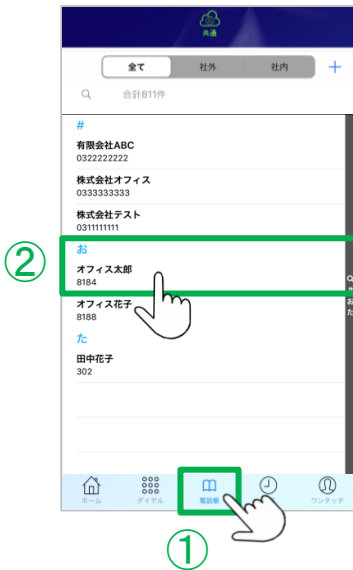 共通
全て 社外 社内 +
合計811件
#
有限会社ABC
0322222222
株式会社オフィス
0333333333
株式会社テスト
0311111111
②
お
オフィス太郎
8184
オフィス花子
8188
た
田中花子
302
#
お
た
ホーム ダイヤル 電話帳 ワンタッチ
①